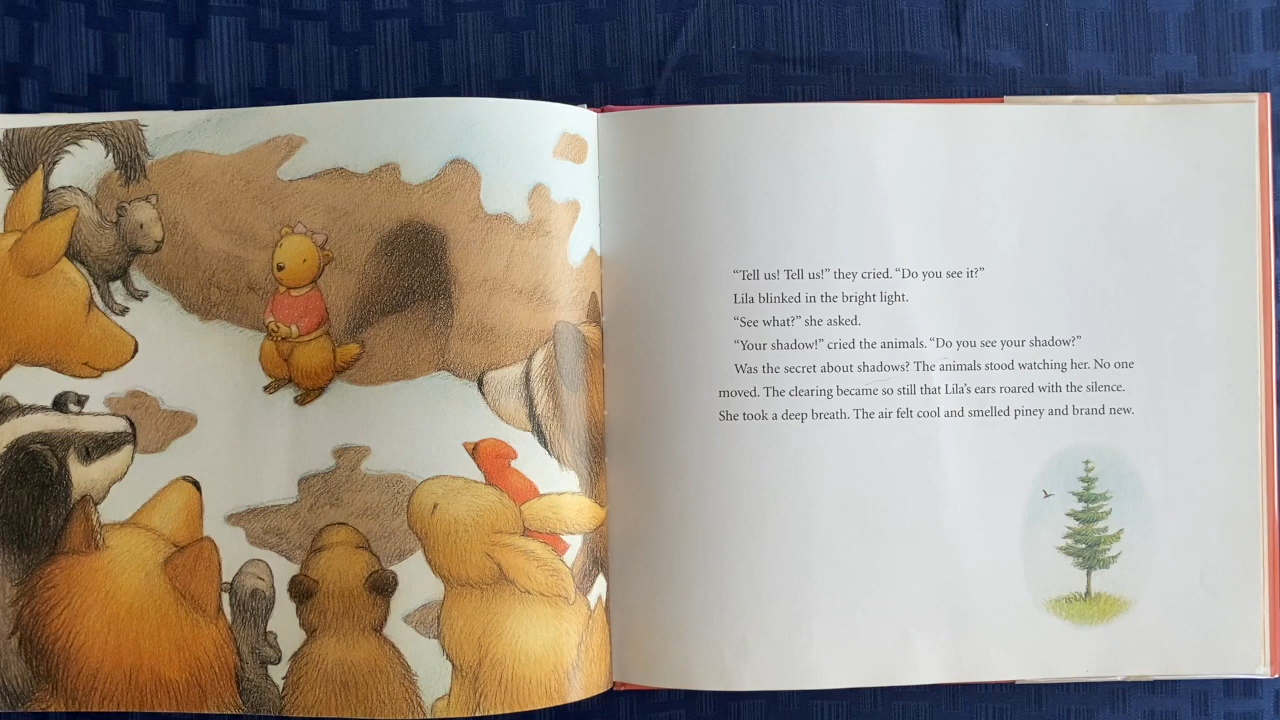 “Tell us! Tell us!” they cried. “Do you see it?”
Lila blinked in the bright light.
“See what?” she asked.
“Your shadow!” cried the animals. “Do you see your shadow?”
Was the secret about shadows? The animals stood watching her. No one
moved. The clearing became so still that Lila’s ears roared with the silence.
She took a deep breath. The air felt cool and smelled piney and brand new.